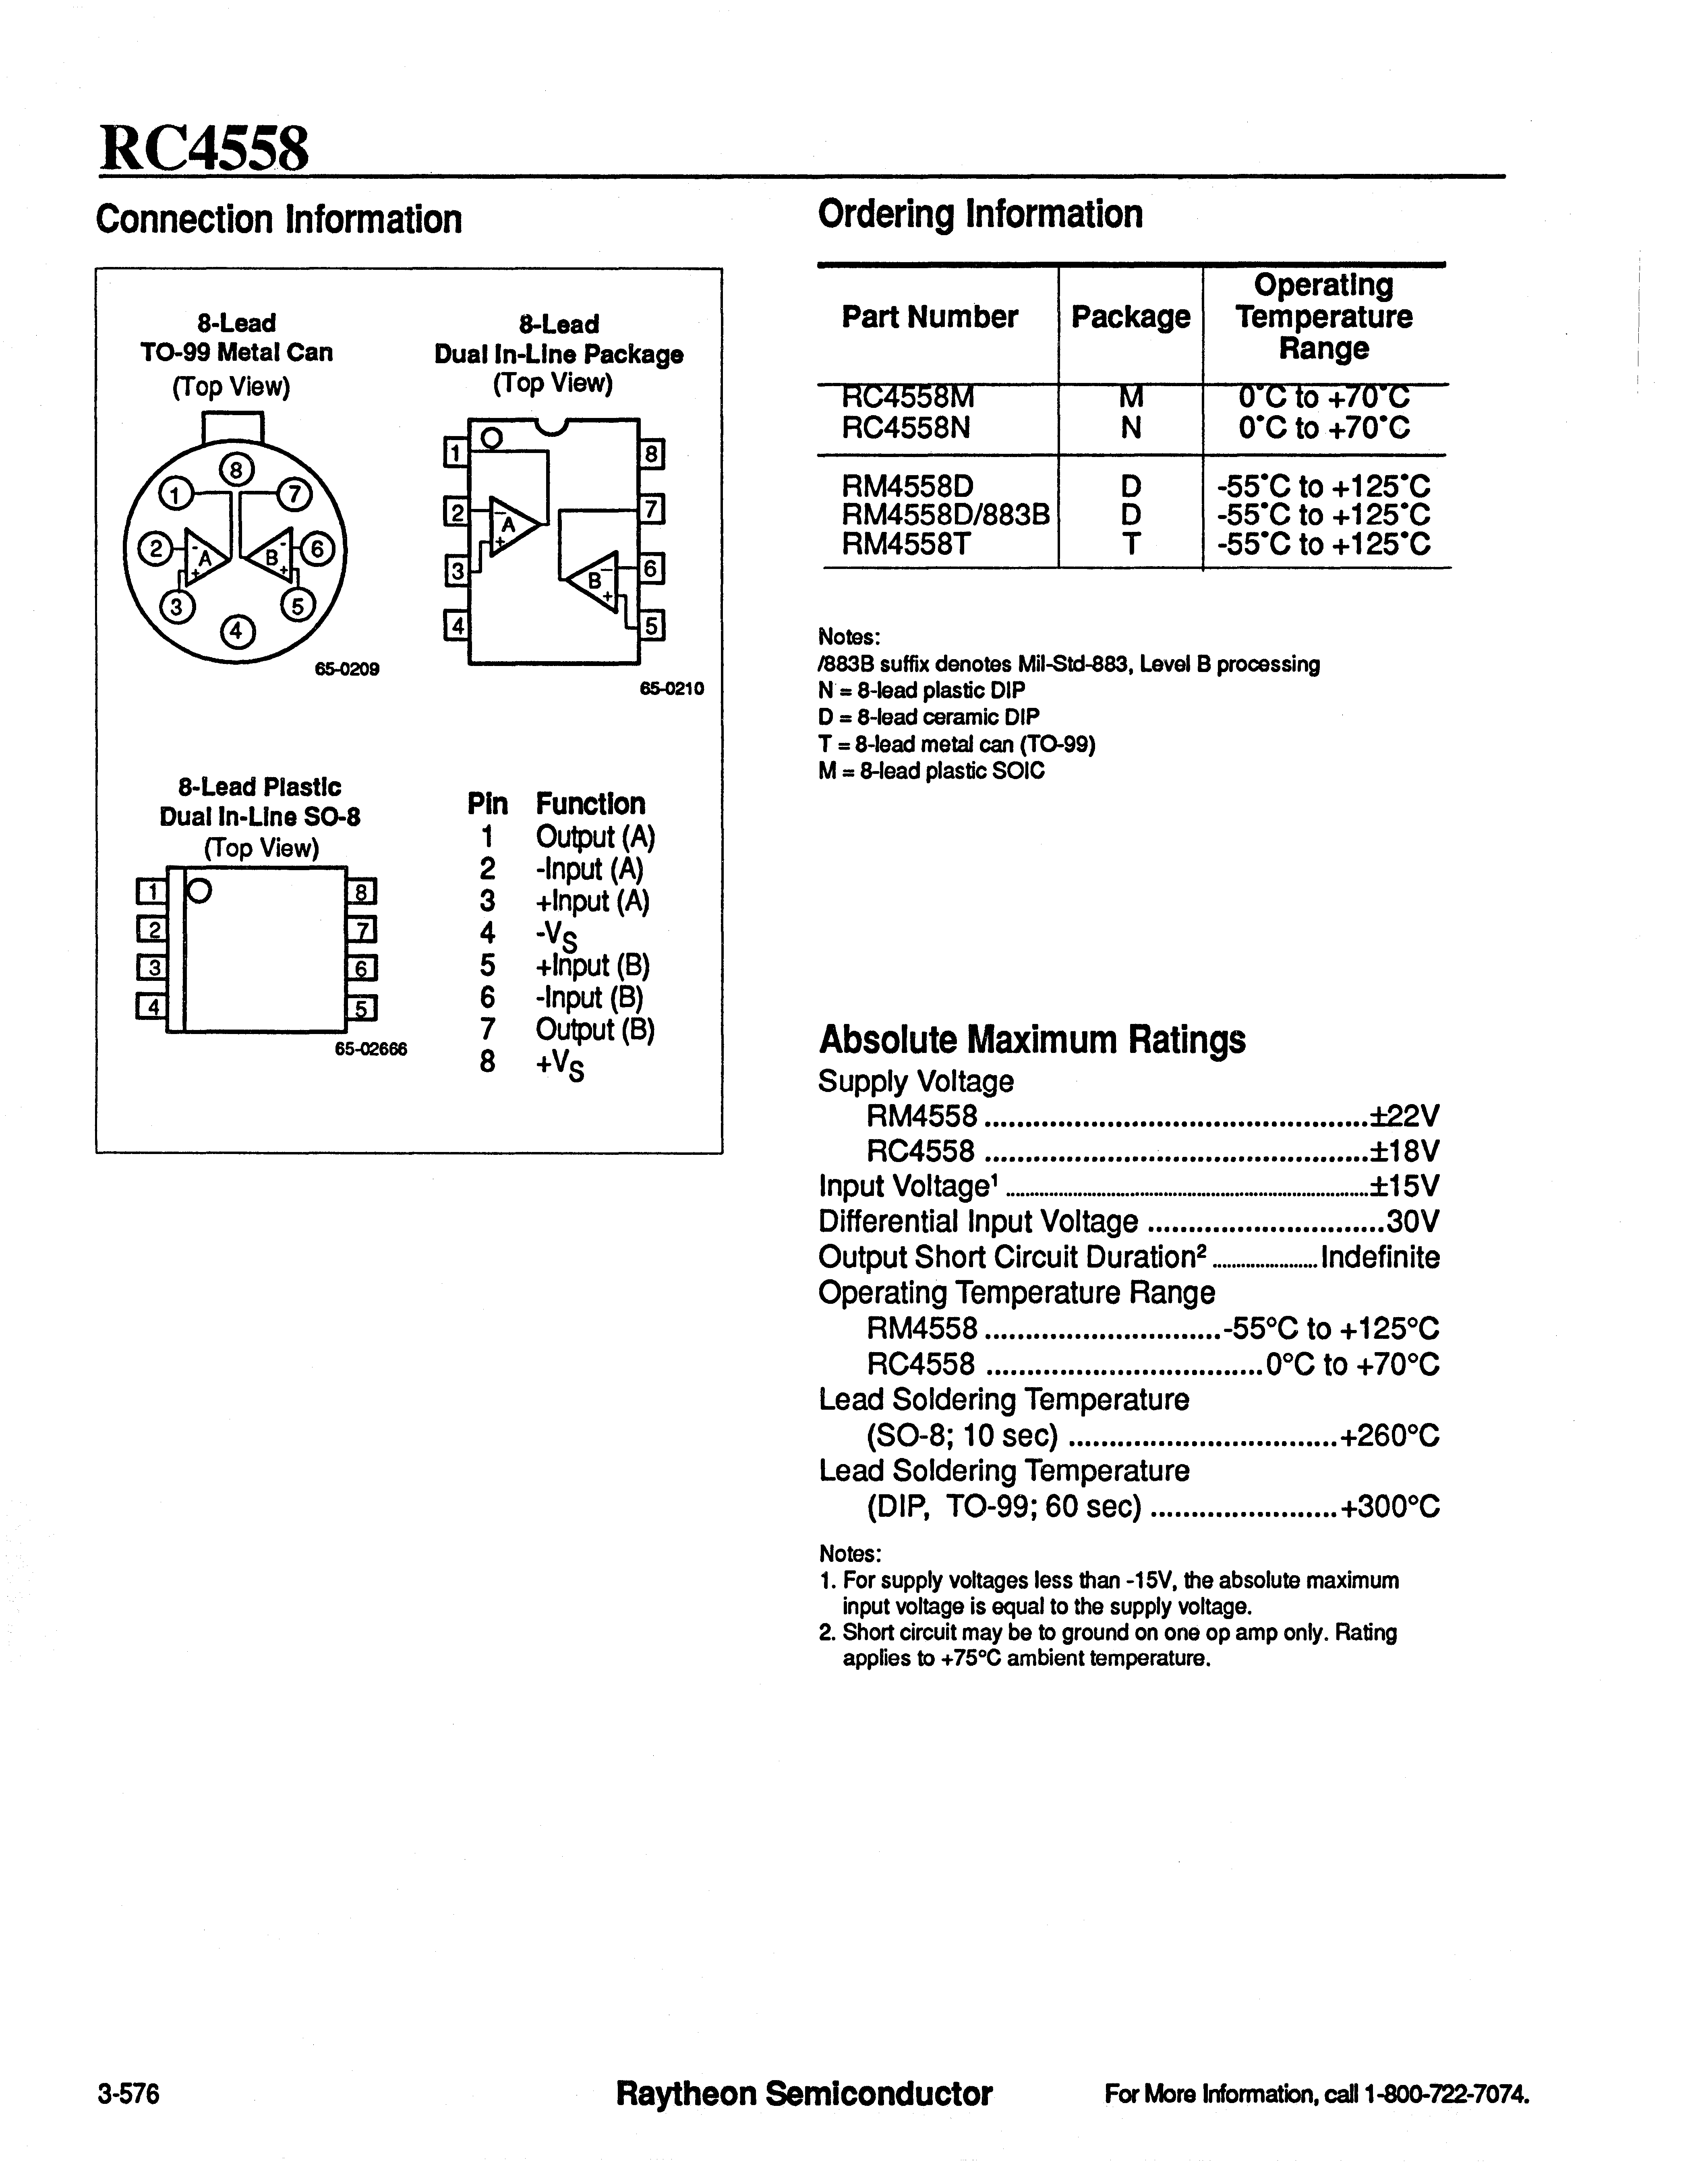 RC4558
Connection Information
8-Lead
TO-99 Metal Can
(Top View)
8
1
7
2
A
B
6
3
5
4
65-0209
8-Lead
Dual In-Line Package
(Top View)
1
8
2
A
7
3
B
6
4
5
65-0210
8-Lead Plastic
Dual In-Line SO-8
(Top View)
1
8
2
7
3
6
4
5
65-02666
Pin Function
1 Output (A)
2 -Input (A)
3 +Input (A)
4 -VS
5 +Input (B)
6 -Input (B)
7 Output (B)
8 +VS
Ordering Information
Part Number Package Operating Temperature Range
RC4558M M 0°C to +70°C
RC4558N N 0°C to +70°C
RM4558D D -55°C to +125°C
RM4558D/883B D -55°C to +125°C
RM4558T T -55°C to +125°C
Notes:
/883B suffix denotes Mil-Std-883, Level B processing
N = 8-lead plastic DIP
D = 8-lead ceramic DIP
T = 8-lead metal can (TO-99)
M = 8-lead plastic SOIC
Absolute Maximum Ratings
Supply Voltage
RM4558 ................................................ ±22V
RC4558 ................................................ ±18V
Input Voltage¹ ................................................ ±15V
Differential Input Voltage .............................. 30V
Output Short Circuit Duration² ...................... Indefinite
Operating Temperature Range
RM4558 .............................. -55°C to +125°C
RC4558 ................................... 0°C to +70°C
Lead Soldering Temperature
(SO-8; 10 sec) .................................. +260°C
Lead Soldering Temperature
(DIP, TO-99; 60 sec) ........................ +300°C
Notes:
1. For supply voltages less than -15V, the absolute maximum
input voltage is equal to the supply voltage.
2. Short circuit may be to ground on one op amp only. Rating
applies to +75°C ambient temperature.
3-576
Raytheon Semiconductor
For More Information, call 1-800-722-7074.